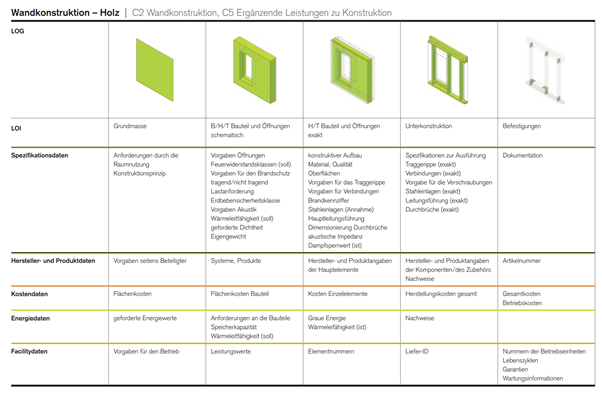 Wandkonstruktion – Holz | C2 Wandkonstruktion, C5 Ergänzende Leistungen zu Konstruktion
LOG
LOI
Grundmasse
B/H/T Bauteil und Öffnungen
schematisch
H/T Bauteil und Öffnungen
exakt
Unterkonstruktion
Befestigungen
Spezifikationsdaten
Anforderungen durch die
Raumnutzung
Konstruktionsprinzip
Vorgaben Öffnungen
Feuerwiderstandsklassen (soll)
Vorgaben für den Brandschutz
tragend/nicht tragend
Lastanforderung
Erdbebensicherheitsklasse
Vorgaben Akustik
Wärmeleitfähigkeit (soll)
geforderte Dichtheit
Eigengewicht
konstruktiver Aufbau
Material, Qualität
Oberflächen
Vorgaben für das Traggerippe
Vorgaben für Verbindungen
Brandkennziffer
Stahleinlagen (Annahme)
Hauptleitungsführung
Dimensionierung Durchbrüche
akustische Impedanz
Dampfsperrwert (ist)
Spezifikationen zur Ausführung
Traggerippe (exakt)
Verbindungen (exakt)
Vorgabe für die Verschraubungen
Stahleinlagen (exakt)
Leitungsführung (exakt)
Durchbrüche (exakt)
Dokumentation
Hersteller- und Produktdaten
Vorgaben seitens Beteiligter
Systeme, Produkte
Hersteller- und Produktangaben
der Hauptelemente
Hersteller- und Produktangaben
der Komponenten/des Zubehörs
Nachweise
Artikelnummer
Kostendaten
Flächenkosten
Flächenkosten Bauteil
Kosten Einzelelemente
Herstellungskosten gesamt
Gesamtkosten
Betriebskosten
Energiedaten
geforderte Energiewerte
Anforderungen an die Bauteile
Speicherkapazität
Wärmeleitfähigkeit (soll)
Graue Energie
Wärmeleifähigkeit (ist)
Nachweise
Facilitydaten
Vorgaben für den Betrieb
Leistungswerte
Elementnummern
Liefer-ID
Nummern der Betriebseinheiten
Lebenszyklen
Garantien
Wartungsinformationen